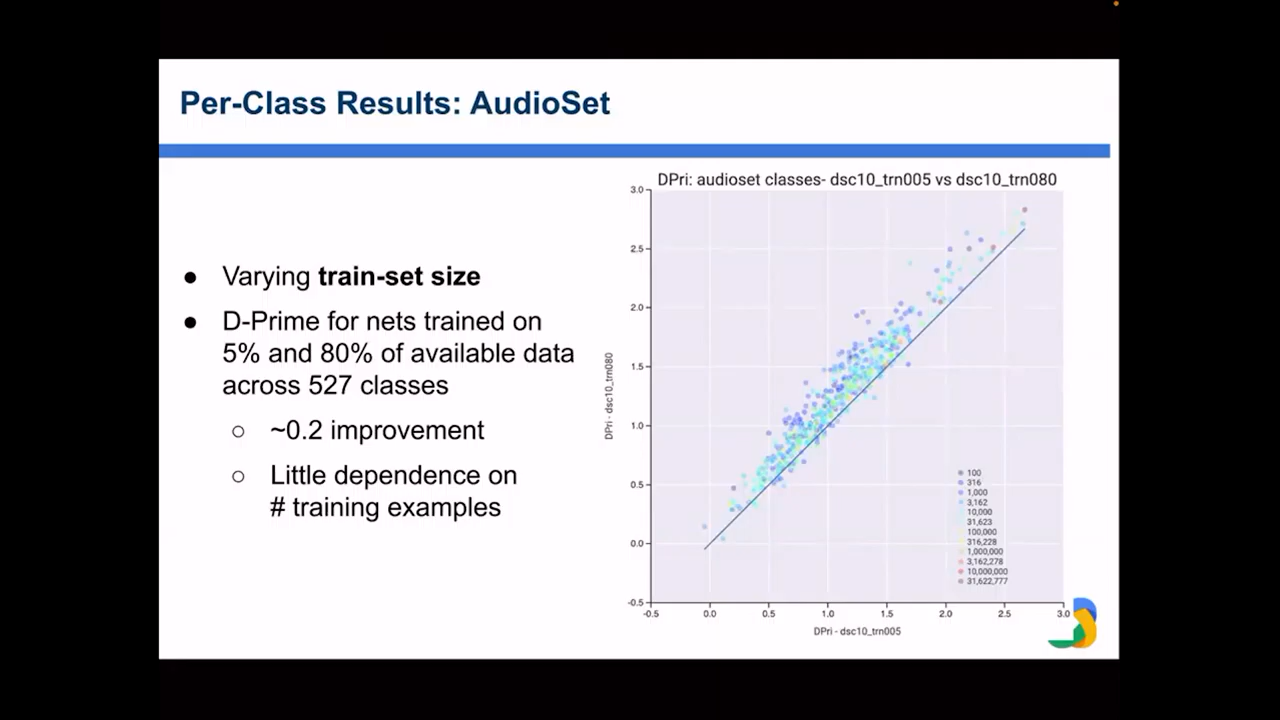 Per-Class Results: AudioSet
● Varying train-set size
● D-Prime for nets trained on
5% and 80% of available data
across 527 classes
○ ~0.2 improvement
○ Little dependence on
# training examples
DPri: audioset classes- dsc10_trn005 vs dsc10_trn080
3.0
2.5
2.0
1.5
1.0
0.5
0.0
-0.5
DPri - dsc10_trn080
100
316
1,000
3,162
10,000
31,623
100,000
316,228
1,000,000
3,162,278
10,000,000
31,622,777
-0.5 0.0 0.5 1.0 1.5 2.0 2.5 3.0
DPri - dsc10_trn005